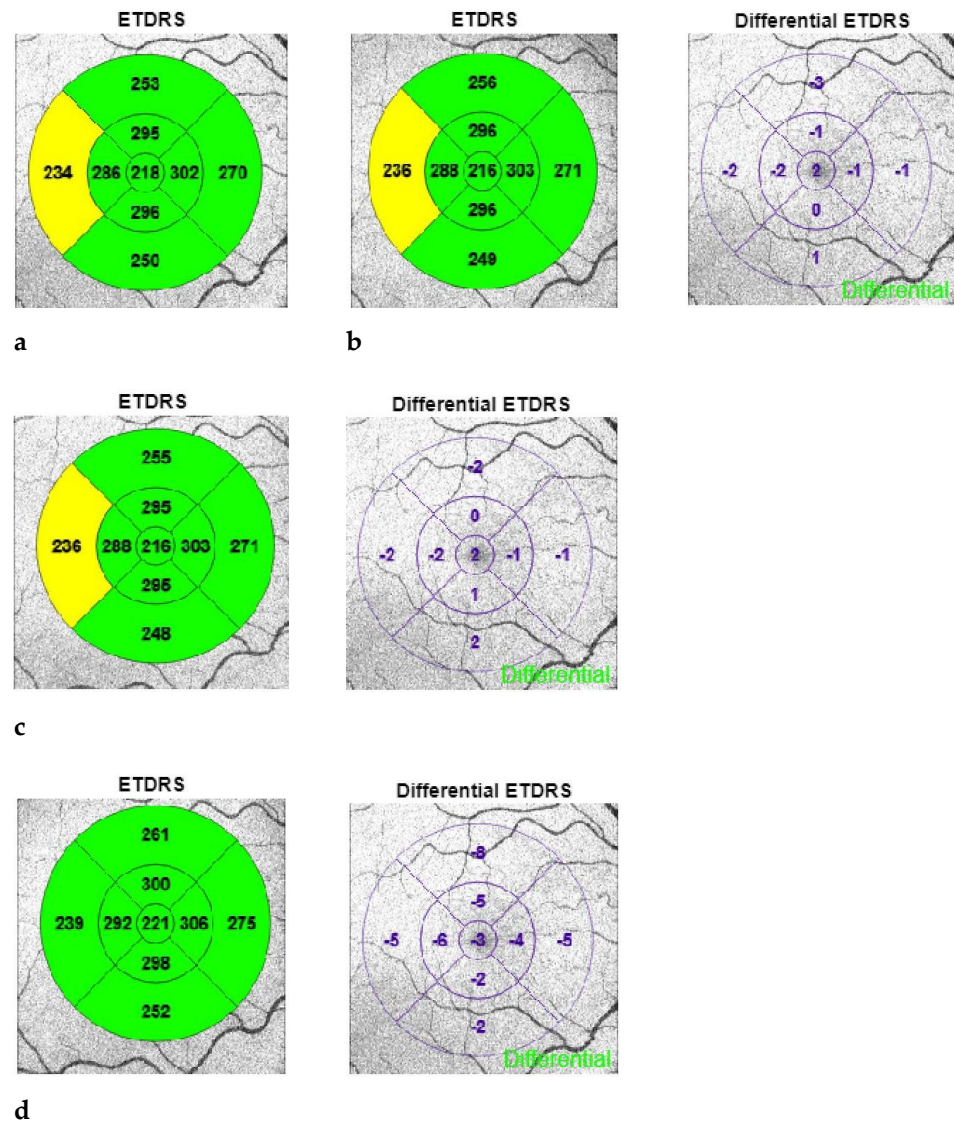 ETDRS
ETDRS
Differential ETDRS
253
295
234 286 218 302 270
296
250
256
296
236 288 216 303 271
296
249
-3
-1
-2 -2 2 -1 -1
0
1
Differential
a
b
ETDRS
Differential ETDRS
255
295
236 288 216 303 271
295
248
-2
0
-2 -2 2 -1 -1
1
2
Differential
c
ETDRS
Differential ETDRS
261
300
239 292 221 306 275
298
252
-8
-5
-5 -6 -3 -4 -5
-2
-2
Differential
d